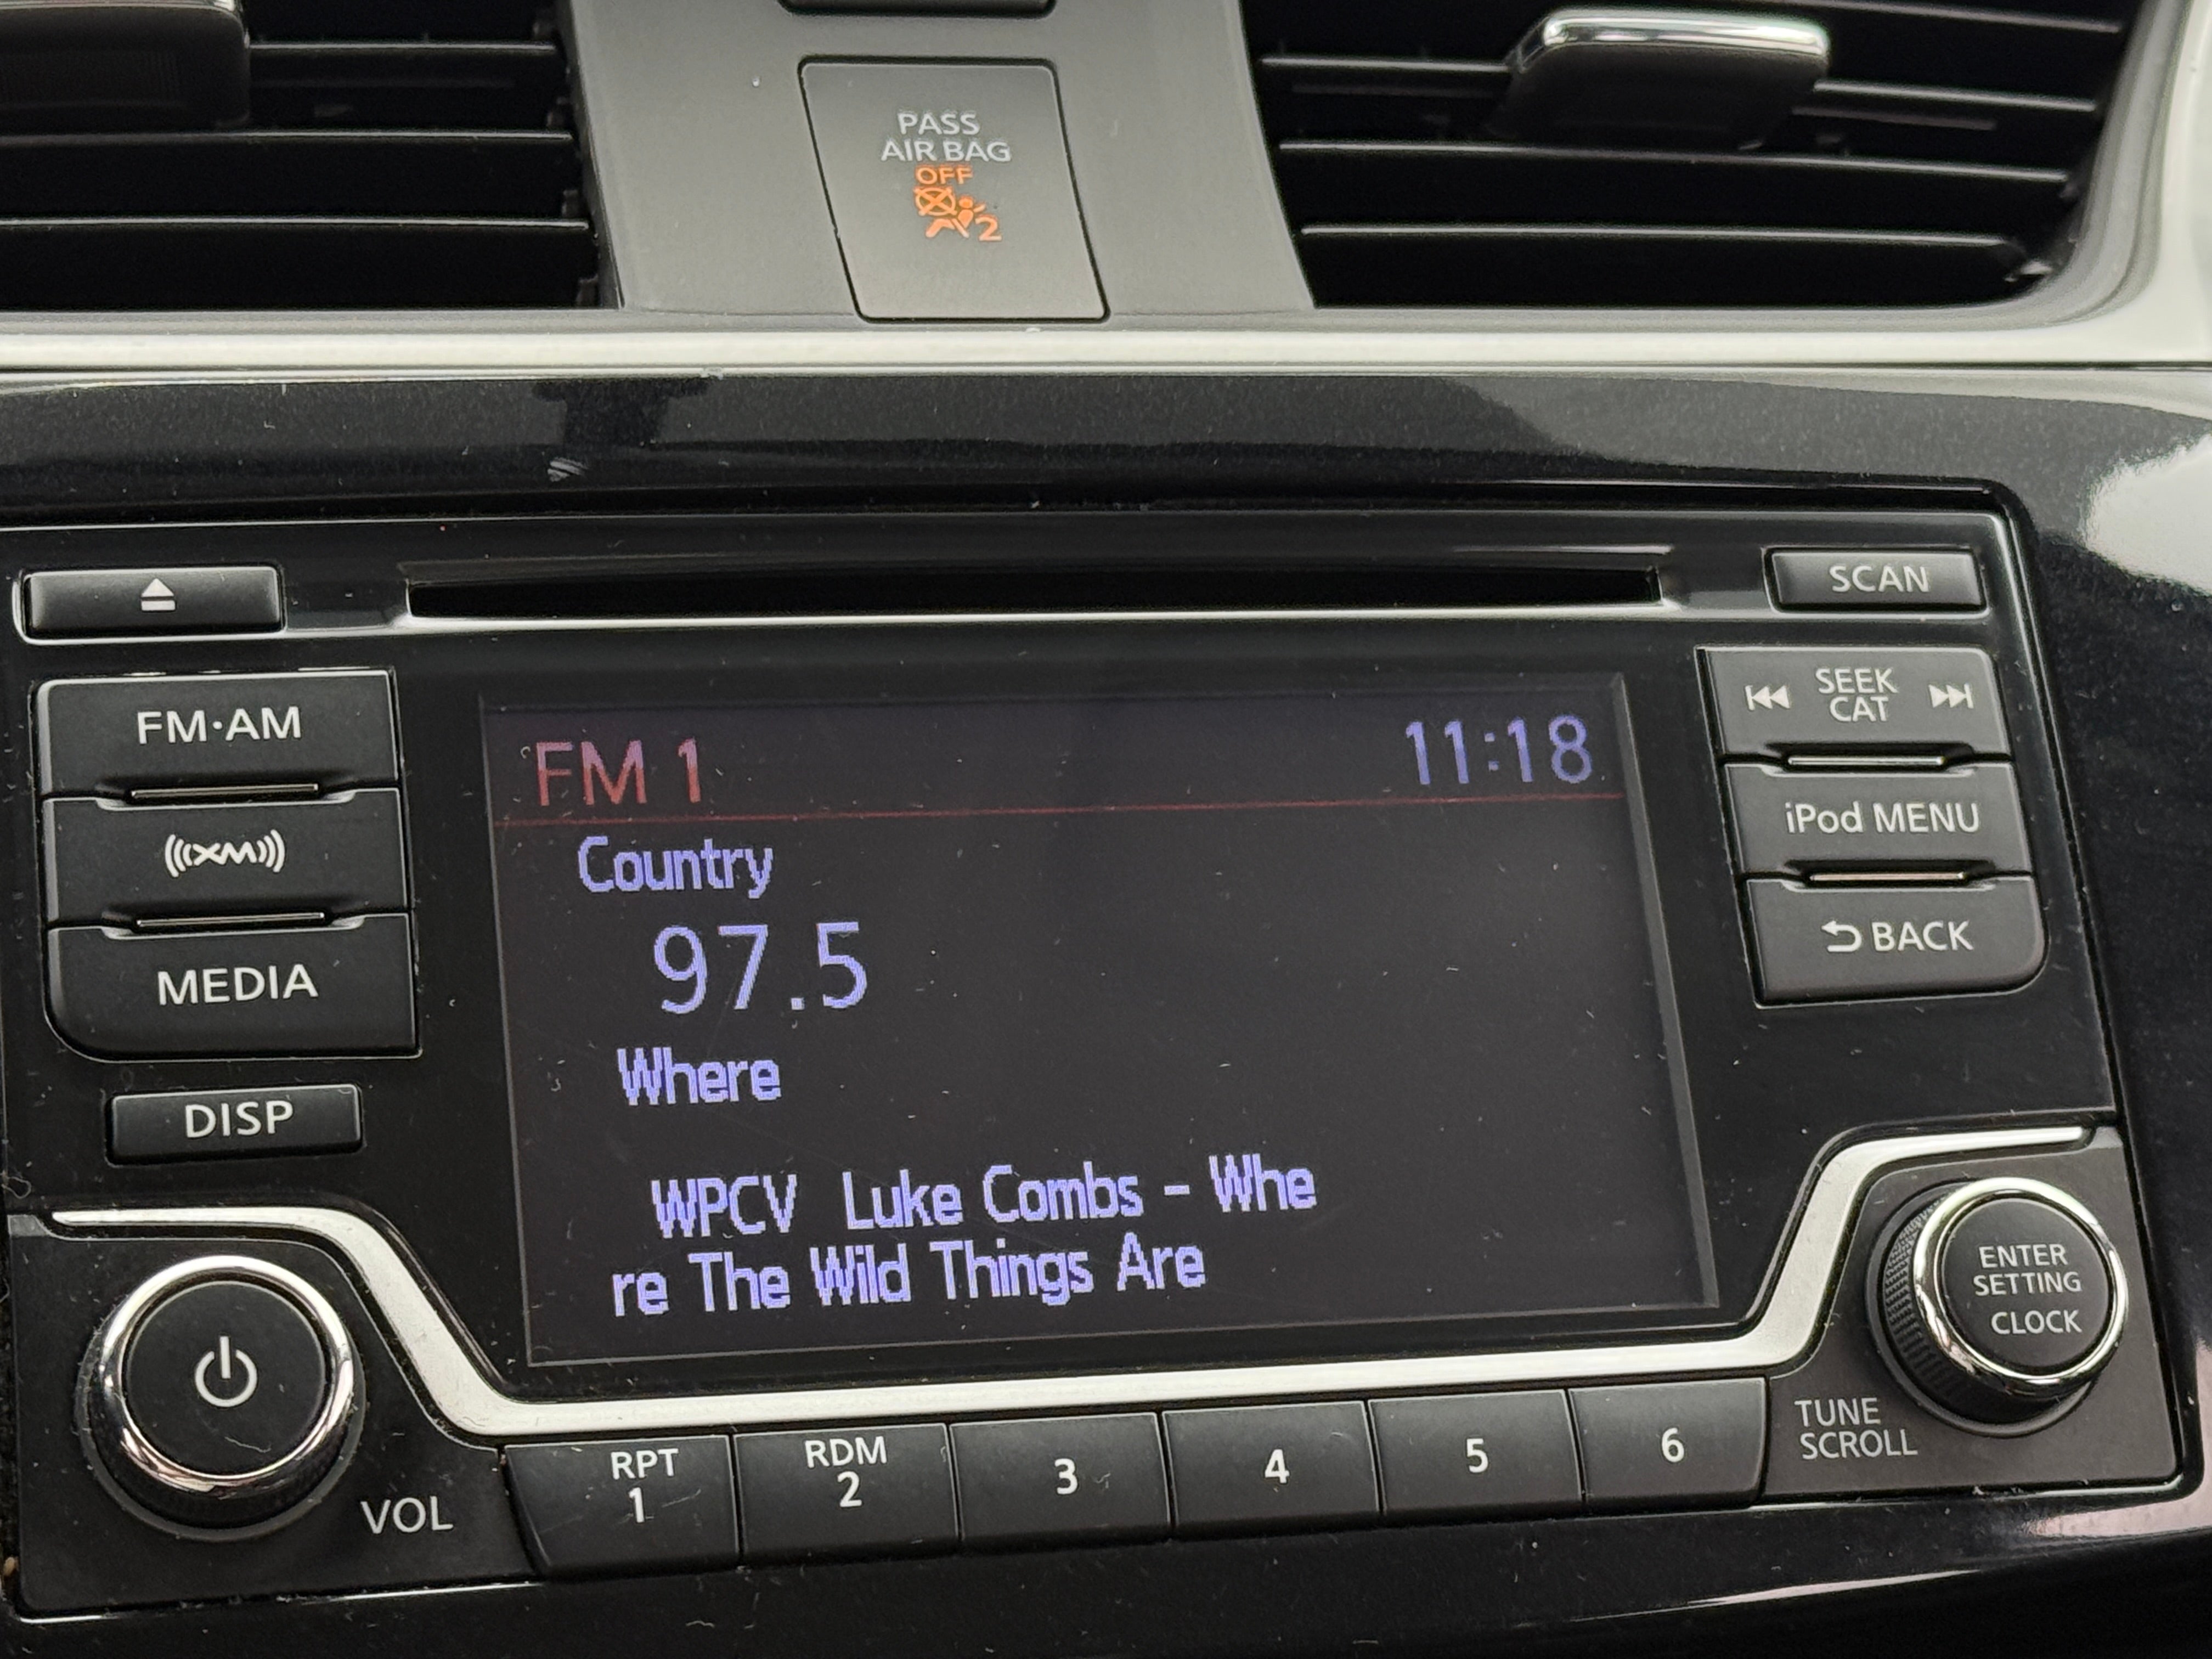 PASS
AIR BAG
OFF
2
SCAN
FM·AM
SEEK
CAT
XM
iPod MENU
MEDIA
BACK
DISP
FM 1 11:18
Country
97.5
Where
WPCV Luke Combs - Whe
re The Wild Things Are
ENTER
SETTING
CLOCK
VOL
RPT
1
RDM
2
3
4
5
6
TUNE
SCROLL